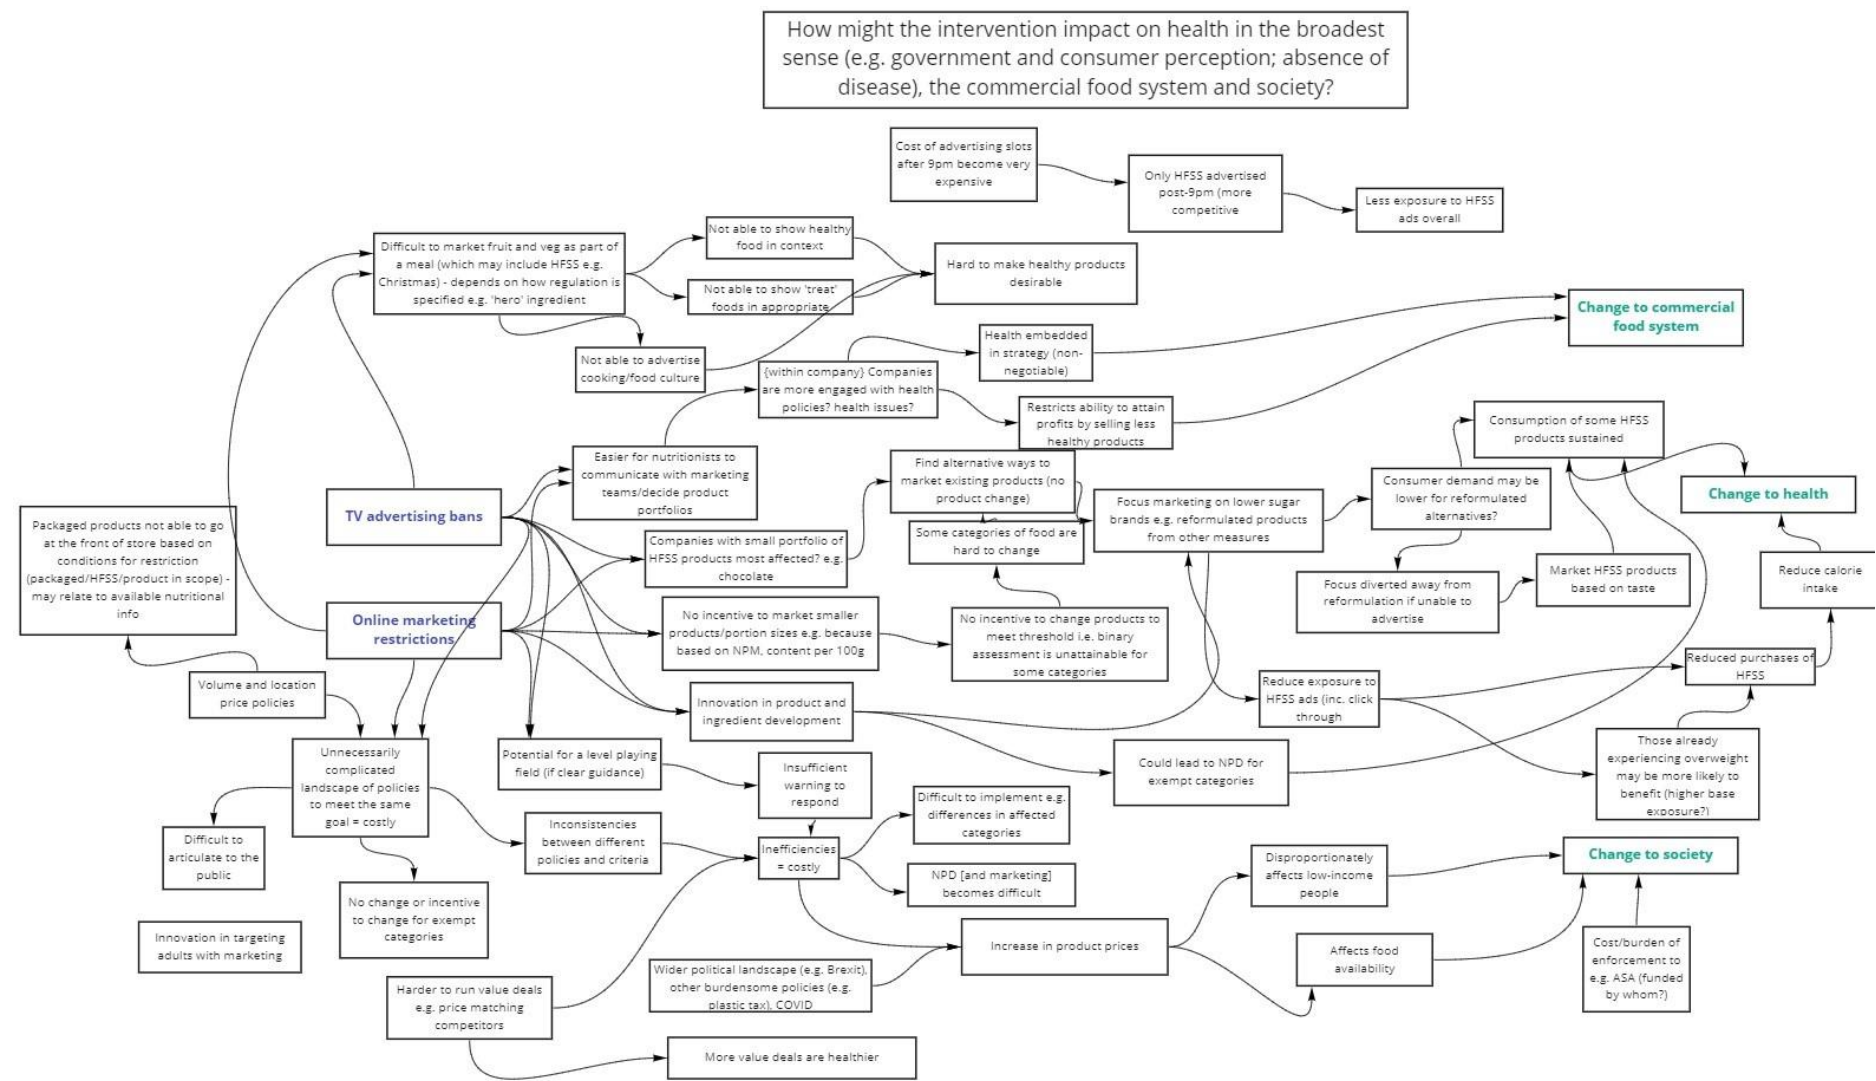 How might the intervention impact on health in the broadest
sense (e.g. government and consumer perception; absence of
disease), the commercial food system and society?
Cost of advertising slots
after 9pm become very
expensive
Only HFSS advertised
post-9pm (more
competitive
Less exposure to HFSS
ads overall
Difficult to market fruit and veg as part of
a meal (which may include HFSS e.g.
Christmas) - depends on how regulation is
specified e.g. 'hero' ingredient
Not able to show healthy
food in context
Not able to show 'treat'
foods in appropriate
Hard to make healthy products
desirable
Not able to advertise
cooking/food culture
{within company} Companies
are more engaged with health
policies? health issues?
Health embedded
in strategy (non-
negotiable)
Restricts ability to attain
profits by selling less
healthy products
Change to commercial
food system
Easier for nutritionists to
communicate with marketing
teams/decide product
portfolios
Find alternative ways to
market existing products (no
product change)
Some categories of food are
hard to change
Focus marketing on lower sugar
brands e.g. reformulated products
from other measures
Consumption of some HFSS
products sustained
Consumer demand may be
lower for reformulated
alternatives?
Change to health
TV advertising bans
Packaged products not able to go
at the front of store based on
conditions for restriction
(packaged/HFSS/product in scope) -
may relate to available nutritional
info
Companies with small portfolio of
HFSS products most affected? e.g.
chocolate
Focus diverted away from
reformulation if unable to
advertise
Market HFSS products
based on taste
Reduce calorie
intake
Online marketing
restrictions
No incentive to market smaller
products/portion sizes e.g. because
based on NPM, content per 100g
No incentive to change products to
meet threshold i.e. binary
assessment is unattainable for
some categories
Reduced purchases of
HFSS
Volume and location
price policies
Innovation in product and
ingredient development
Reduce exposure to
HFSS ads (inc. click
through
Unnecessarily
complicated
landscape of policies
to meet the same
goal = costly
Potential for a level playing
field (if clear guidance)
Insufficient
warning to
respond
Could lead to NPD for
exempt categories
Those already
experiencing overweight
may be more likely to
benefit (higher base
exposure?)
Difficult to
articulate to the
public
Inconsistencies
between different
policies and criteria
Inefficiencies
= costly
Difficult to implement e.g.
differences in affected
categories
NPD [and marketing]
becomes difficult
Disproportionately
affects low-income
people
Change to society
No change or incentive
to change for exempt
categories
Innovation in targeting
adults with marketing
Increase in product prices
Affects food
availability
Cost/burden of
enforcement to
e.g. ASA (funded
by whom?)
Wider political landscape (e.g. Brexit),
other burdensome policies (e.g.
plastic tax), COVID
Harder to run value deals
e.g. price matching
competitors
More value deals are healthier